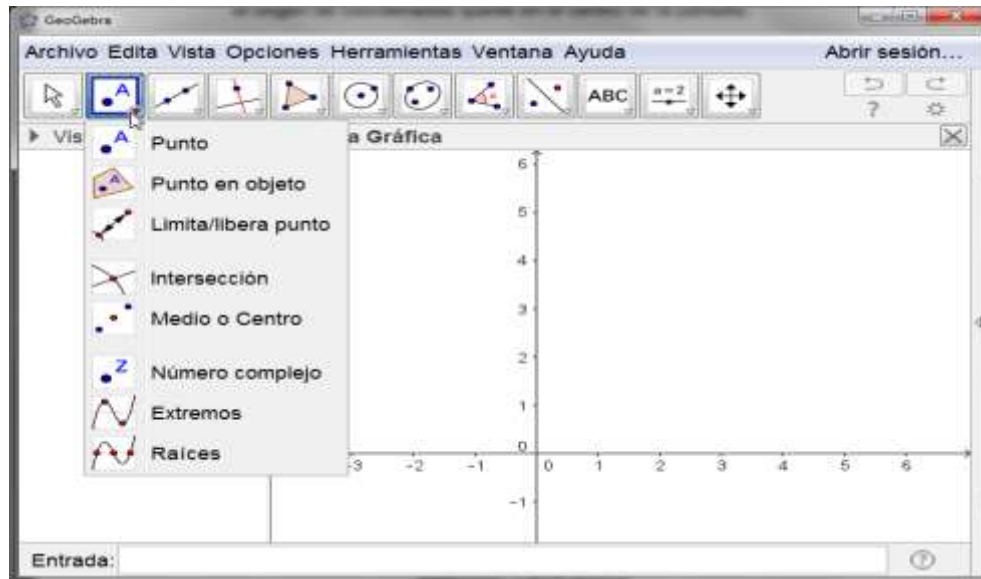 GeoGebra
Archivo Edita Vista Opciones Herramientas Ventana Ayuda Abrir sesión...
A ABC a=2 ?
Vis a Gráfica
A Punto
A Punto en objeto
Limita/libera punto
Intersección
Medio o Centro
Z Número complejo
Extremos
Raíces
6
5
4
3
2
1
0
-3 -2 -1 0 1 2 3 4 5 6
-1
Entrada: ?